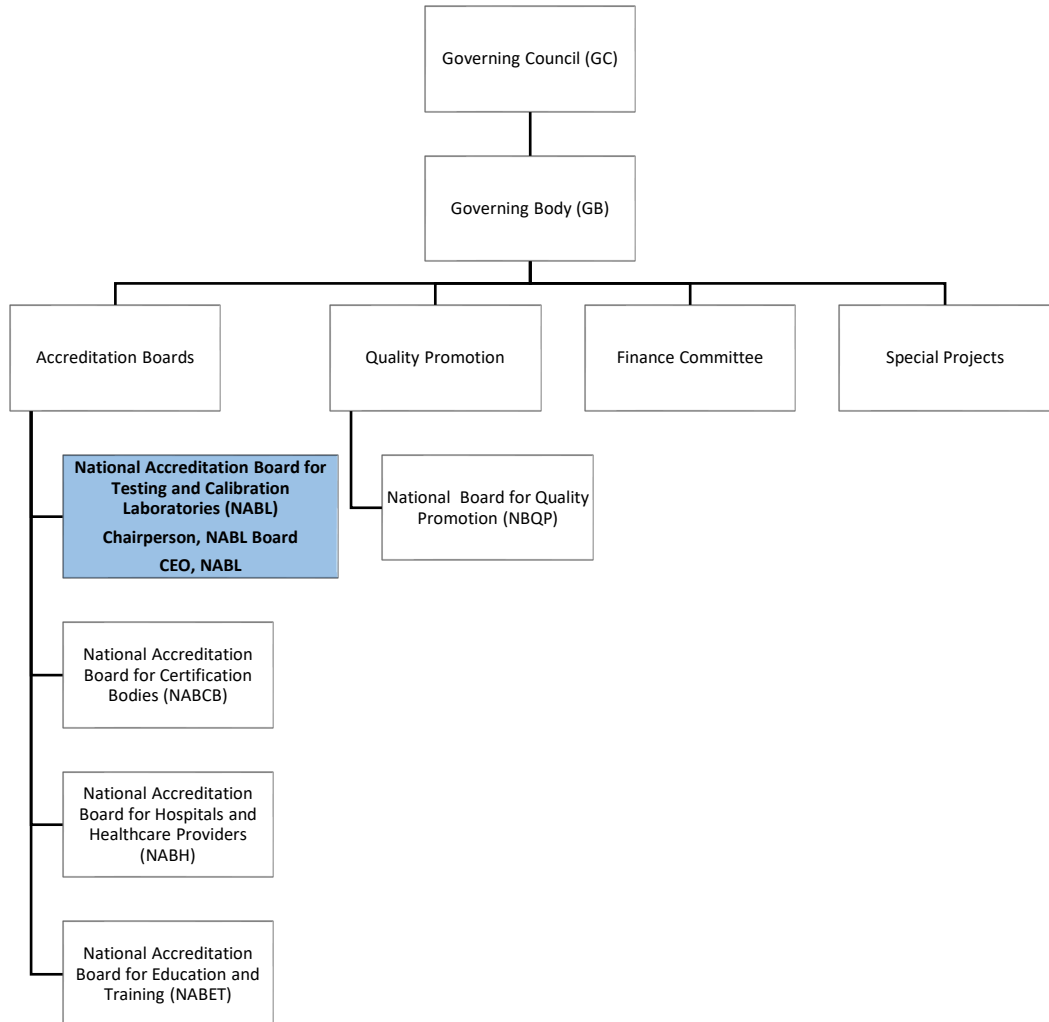 Governing Council (GC)
Governing Body (GB)
Accreditation Boards
Quality Promotion
Finance Committee
Special Projects
National Accreditation Board for
Testing and Calibration
Laboratories (NABL)
Chairperson, NABL Board
CEO, NABL
National Board for Quality
Promotion (NBQP)
National Accreditation
Board for Certification
Bodies (NABCB)
National Accreditation
Board for Hospitals and
Healthcare Providers
(NABH)
National Accreditation
Board for Education and
Training (NABET)